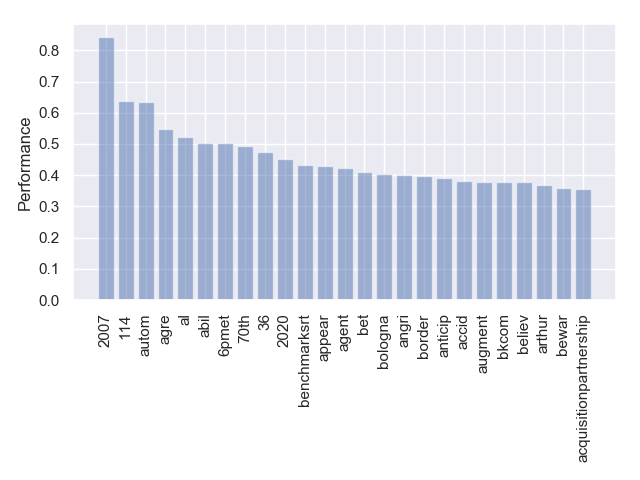 0.8
0.7
0.6
0.5
0.4
0.3
0.2
0.1
0.0
Performance
2007
114
autom
agre
al
abil
6pmet
70th
36
2020
benchmarksrt
appear
agent
bet
bologna
angri
border
anticip
accid
augment
bkcom
believ
arthur
bewar
acquisitionpartnership